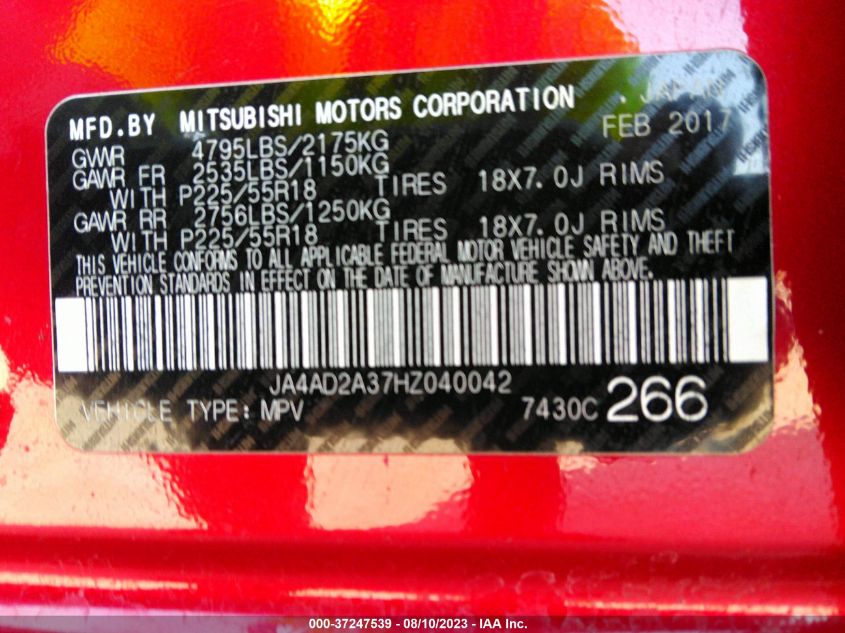 MFD.BY MITSUBISHI MOTORS CORPORATION . JAPAN
FEB 2017
GVWR 4795LBS/2175KG
GAWR FR 2535LBS/1150KG
WITH P225/55R18 TIRES 18X7.0J RIMS
GAWR RR 2756LBS/1250KG
WITH P225/55R18 TIRES 18X7.0J RIMS
THIS VEHICLE CONFORMS TO ALL APPLICABLE FEDERAL MOTOR VEHICLE SAFETY AND THEFT
PREVENTION STANDARDS IN EFFECT ON THE DATE OF MANUFACTURE SHOWN ABOVE.
JA4AD2A37HZ040042
VEHICLE TYPE: MPV 7430C 266
000-37247539 - 08/10/2023 - IAA Inc.